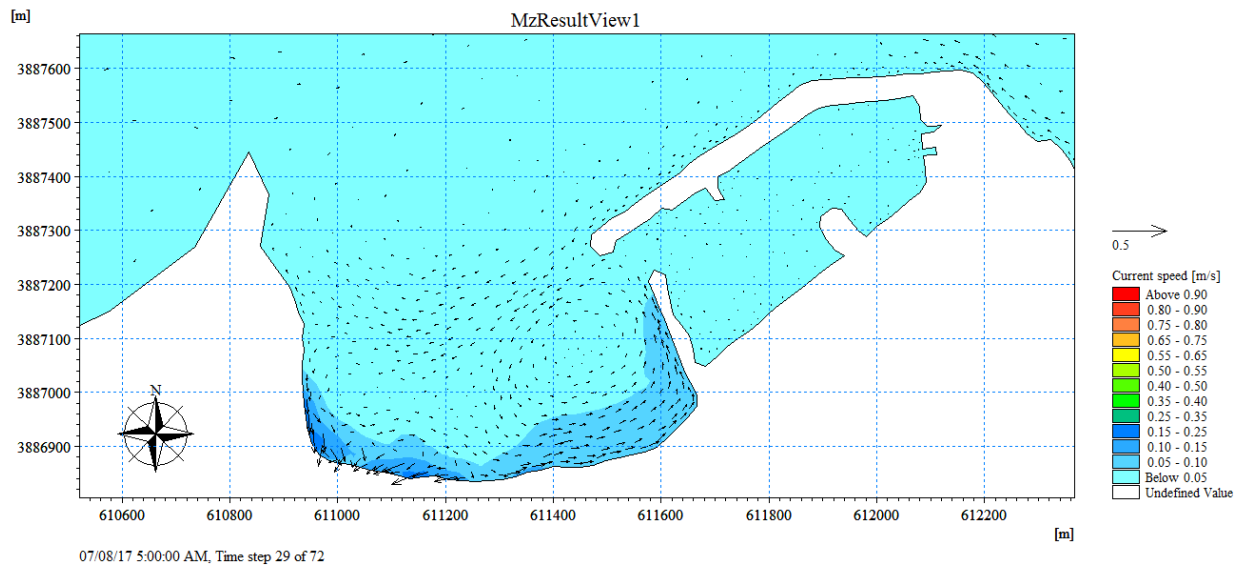 [m]
MzResultView1
3887600
3887500
3887400
3887300
3887200
3887100
3887000
3886900
N
610600 610800 611000 611200 611400 611600 611800 612000 612200
[m]
07/08/17 5:00:00 AM, Time step 29 of 72
0.5
Current speed [m/s]
Above 0.90
0.80 - 0.90
0.75 - 0.80
0.65 - 0.75
0.55 - 0.65
0.50 - 0.55
0.40 - 0.50
0.35 - 0.40
0.25 - 0.35
0.15 - 0.25
0.10 - 0.15
0.05 - 0.10
Below 0.05
Undefined Value